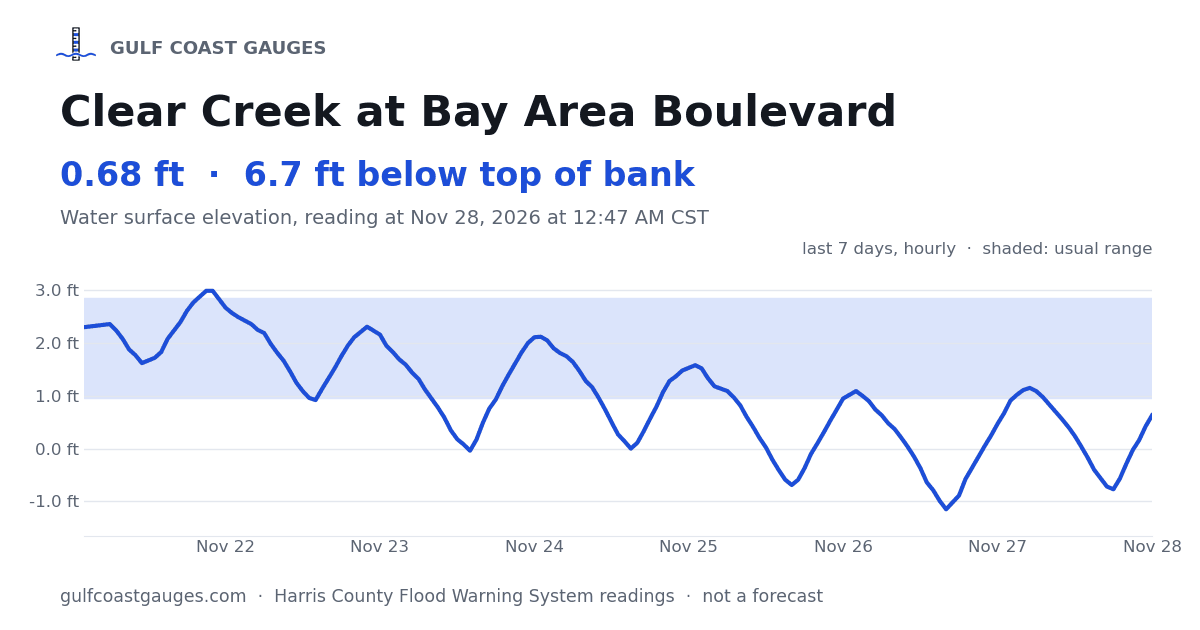 GULF COAST GAUGES
Clear Creek at Bay Area Boulevard
0.68 ft · 6.7 ft below top of bank
Water surface elevation, reading at Nov 28, 2026 at 12:47 AM CST
last 7 days, hourly · shaded: usual range
3.0 ft
2.0 ft
1.0 ft
0.0 ft
-1.0 ft
Nov 22 Nov 23 Nov 24 Nov 25 Nov 26 Nov 27 Nov 28
gulfcoastgauges.com · Harris County Flood Warning System readings · not a forecast